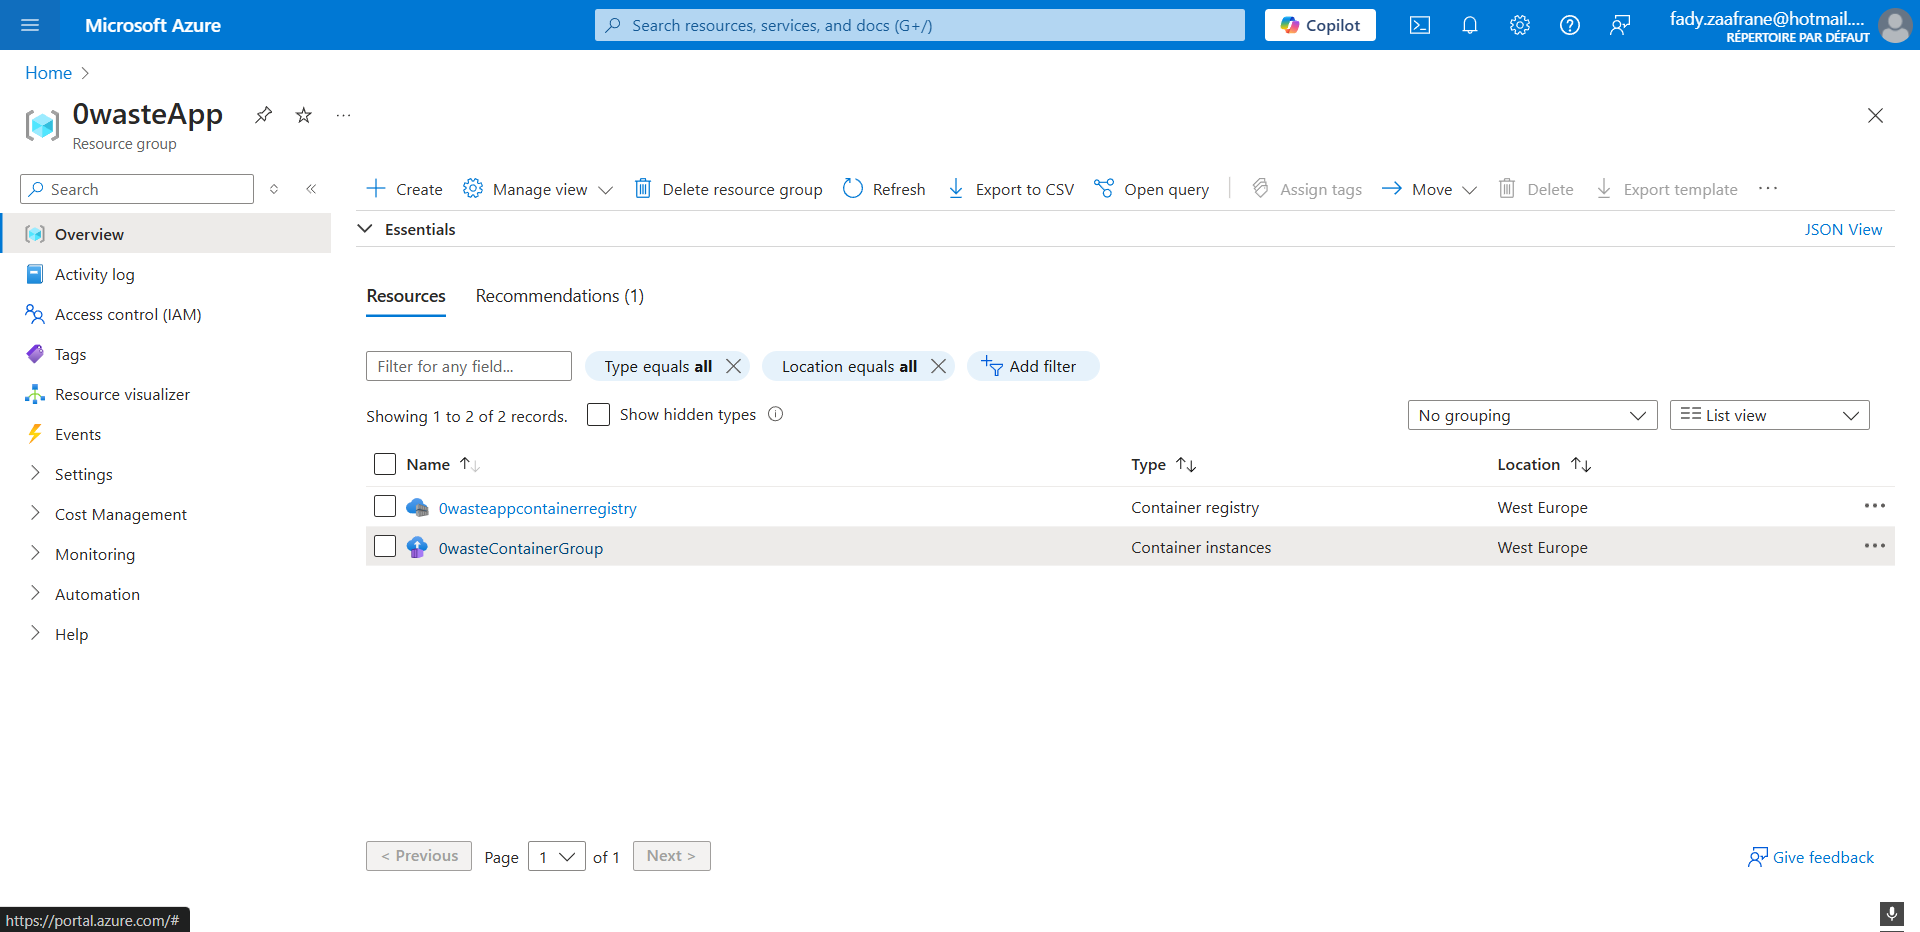 Microsoft Azure
Search resources, services, and docs (G+/)
Copilot
fady.zaafrane@hotmail....
RÉPERTOIRE PAR DÉFAUT
Home
0wasteApp
Resource group
Search
Create
Manage view
Delete resource group
Refresh
Export to CSV
Open query
Assign tags
Move
Delete
Export template
Overview
Activity log
Access control (IAM)
Tags
Resource visualizer
Events
Settings
Cost Management
Monitoring
Automation
Help
Essentials
JSON View
Resources
Recommendations (1)
Filter for any field...
Type equals all
Location equals all
Add filter
Showing 1 to 2 of 2 records.
Show hidden types
No grouping
List view
Name
Type
Location
0wasteappcontainerregistry
Container registry
West Europe
0wasteContainerGroup
Container instances
West Europe
< Previous
Page
1
of 1
Next >
Give feedback
https://portal.azure.com/#